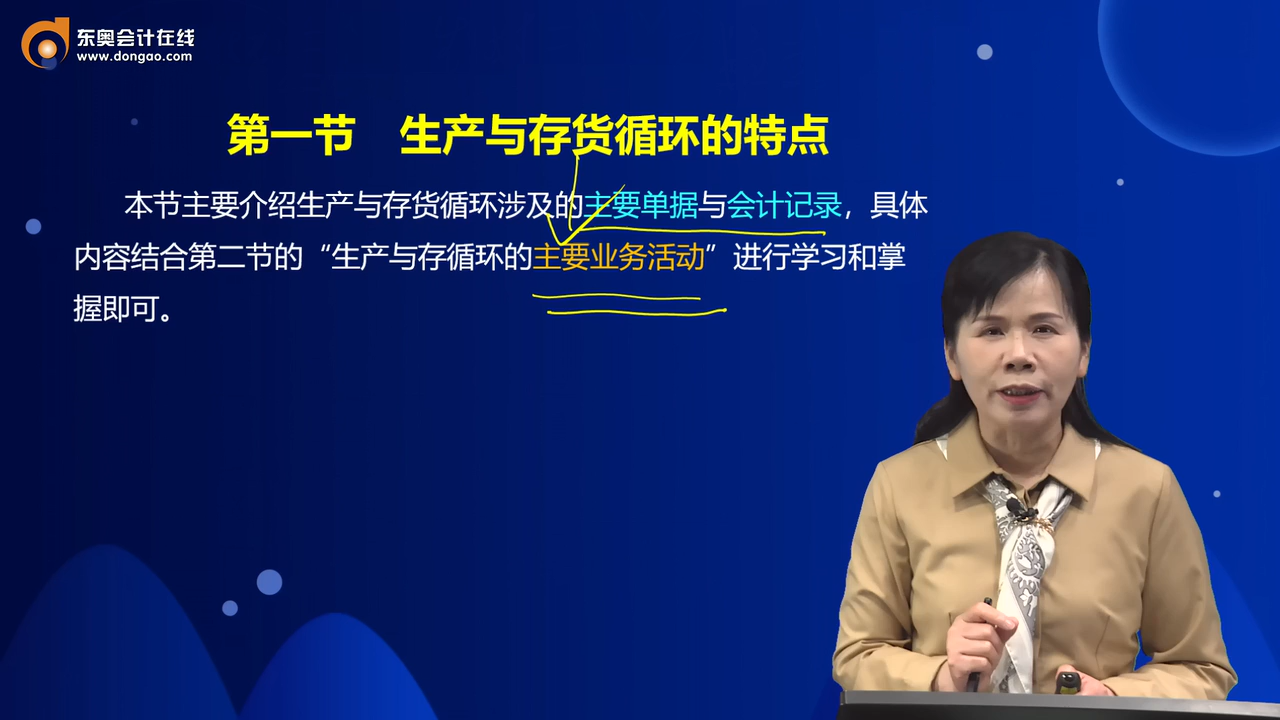 东奥会计在线
www.dongao.com
第一节 生产与存货循环的特点
本节主要介绍生产与存货循环涉及的主要单据与会计记录，具体
内容结合第二节的“生产与存循环的主要业务活动”进行学习和掌
握即可。